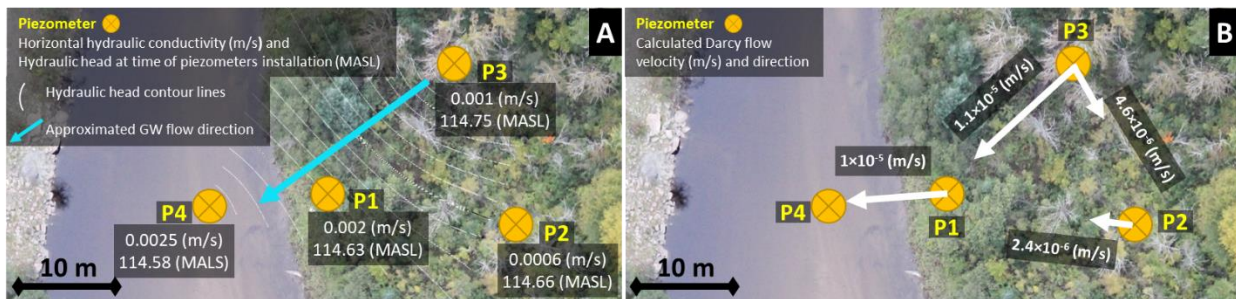 Piezometer
Horizontal hydraulic conductivity (m/s) and
Hydraulic head at time of piezometers installation (MASL)
Hydraulic head contour lines
Approximated GW flow direction
A
P3
0.001 (m/s)
114.75 (MASL)
P1
0.002 (m/s)
114.63 (MASL)
P4
0.0025 (m/s)
114.58 (MALS)
P2
0.0006 (m/s)
114.66 (MASL)
10 m
Piezometer
Calculated Darcy flow
velocity (m/s) and direction
B
P3
1.1×10⁻⁵ (m/s)
4.6×10⁻⁶ (m/s)
1×10⁻⁵ (m/s)
P4
P1
P2
2.4×10⁻⁶ (m/s)
10 m